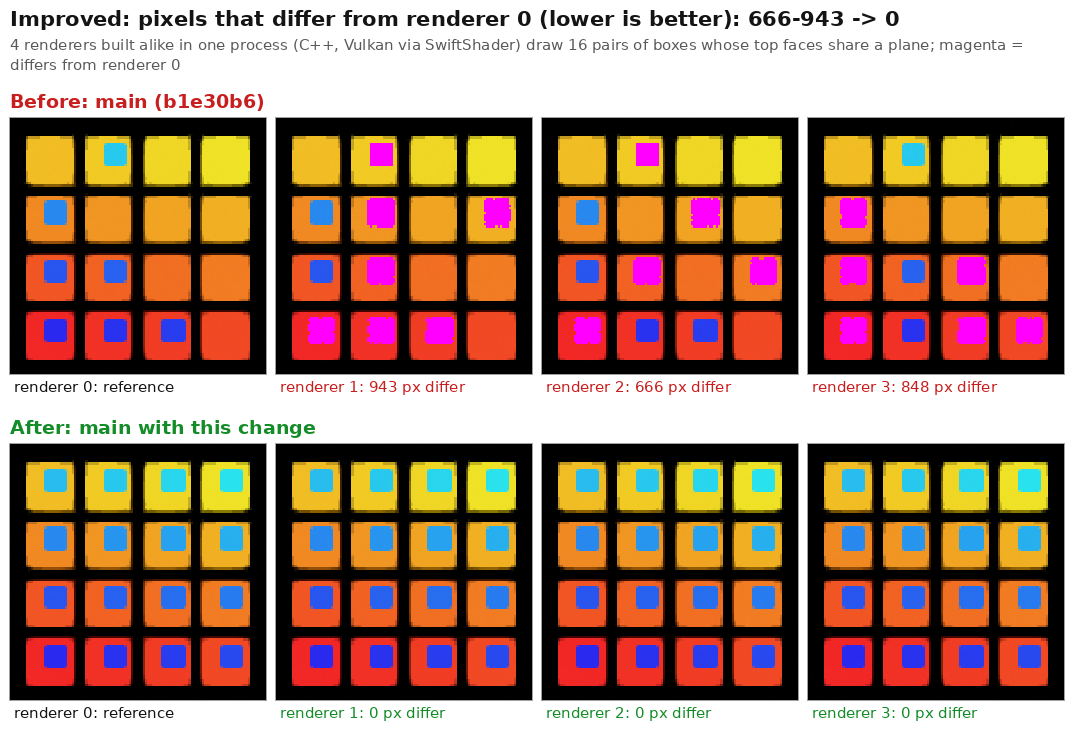 Improved: pixels that differ from renderer 0 (lower is better): 666-943 -> 0
4 renderers built alike in one process (C++, Vulkan via SwiftShader) draw 16 pairs of boxes whose top faces share a plane; magenta =
differs from renderer 0
Before: main (b1e30b6)
renderer 0: reference
renderer 1: 943 px differ
renderer 2: 666 px differ
renderer 3: 848 px differ
After: main with this change
renderer 0: reference
renderer 1: 0 px differ
renderer 2: 0 px differ
renderer 3: 0 px differ